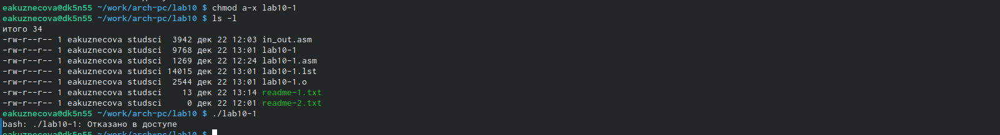 eakuznecova@dk5n55 ~/work/arch-pc/lab10 $ chmod a-x lab10-1
eakuznecova@dk5n55 ~/work/arch-pc/lab10 $ ls -l
итого 34
-rw-r--r-- 1 eakuznecova studsci  3942 дек 22 12:03 in_out.asm
-rw-r--r-- 1 eakuznecova studsci  9768 дек 22 13:01 lab10-1
-rw-r--r-- 1 eakuznecova studsci  1269 дек 22 12:24 lab10-1.asm
-rw-r--r-- 1 eakuznecova studsci 14015 дек 22 13:01 lab10-1.lst
-rw-r--r-- 1 eakuznecova studsci  2544 дек 22 13:01 lab10-1.o
-rw-r--r-- 1 eakuznecova studsci    13 дек 22 13:14 readme-1.txt
-rw-r--r-- 1 eakuznecova studsci     0 дек 22 12:01 readme-2.txt
eakuznecova@dk5n55 ~/work/arch-pc/lab10 $ ./lab10-1
bash: ./lab10-1: Отказано в доступе
eakuznecova@dk5n55 ~/work/arch-pc/lab10 $